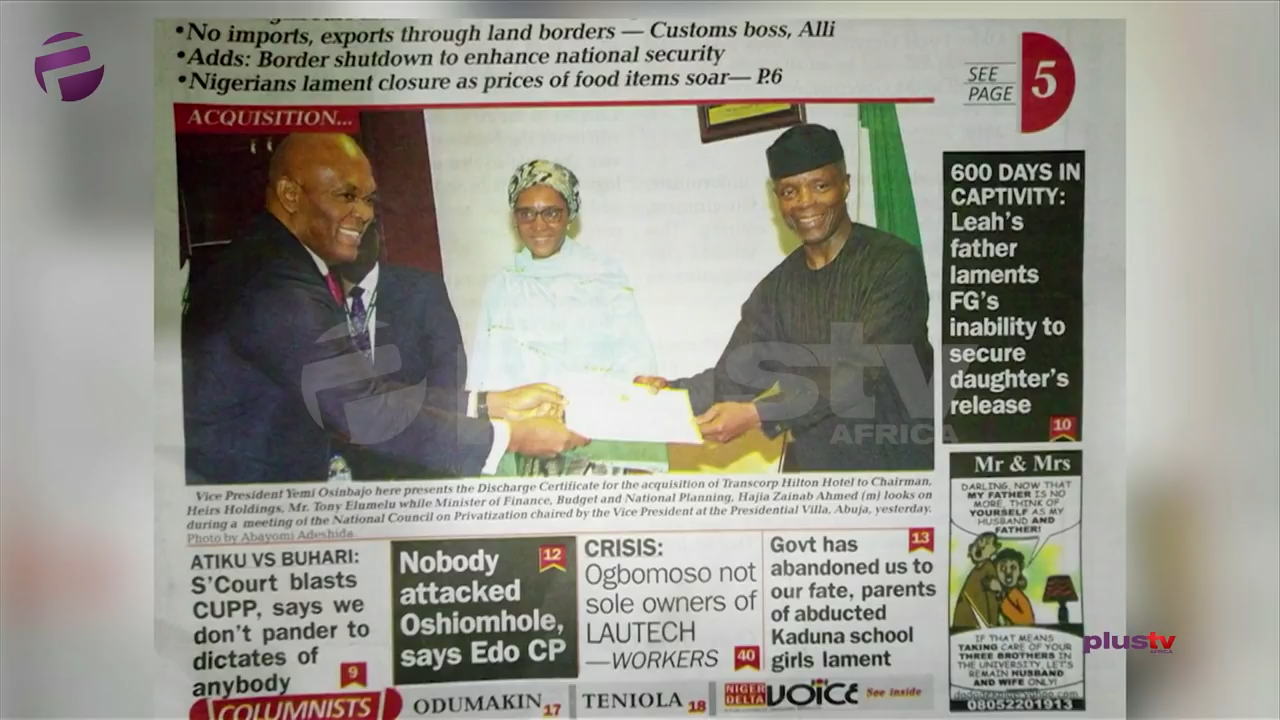 •No imports, exports through land borders — Customs boss, Alli
•Adds: Border shutdown to enhance national security
•Nigerians lament closure as prices of food items soar— P.6
SEE
PAGE 5
ACQUISITION...
600 DAYS IN
CAPTIVITY:
Leah's
father
laments
FG's
inability to
secure
daughter's
release
10
plustv
AFRICA
Vice President Yemi Osinbajo here presents the Discharge Certificate for the acquisition of Transcorp Hilton Hotel to Chairman,
Heirs Holdings, Mr. Tony Elumelu while Minister of Finance, Budget and National Planning, Hajia Zainab Ahmed (m) looks on
during a meeting of the National Council on Privatization chaired by the Vice President at the Presidential Villa, Abuja, yesterday.
Photo by Abayomi Adeshida.
ATIKU VS BUHARI:
S'Court blasts
CUPP, says we
don't pander to
dictates of
anybody
9
Nobody
attacked
Oshiomhole,
says Edo CP
12
CRISIS:
Ogbomoso not
sole owners of
LAUTECH
—WORKERS
40
Govt has
abandoned us to
our fate, parents
of abducted
Kaduna school
girls lament
13
Mr & Mrs
DARLING, NOW THAT
MY FATHER IS NO
MORE, THINK OF
YOURSELF AS MY
HUSBAND AND
FATHER!
IF THAT MEANS
TAKING CARE OF YOUR
THREE BROTHERS IN
THE UNIVERSITY, LET'S
REMAIN HUSBAND
AND WIFE ONLY!
08052201913
COLUMNISTS
ODUMAKIN 17
TENIOLA 18
NIGER
DELTA VOICE See inside
plustv
AFRICA